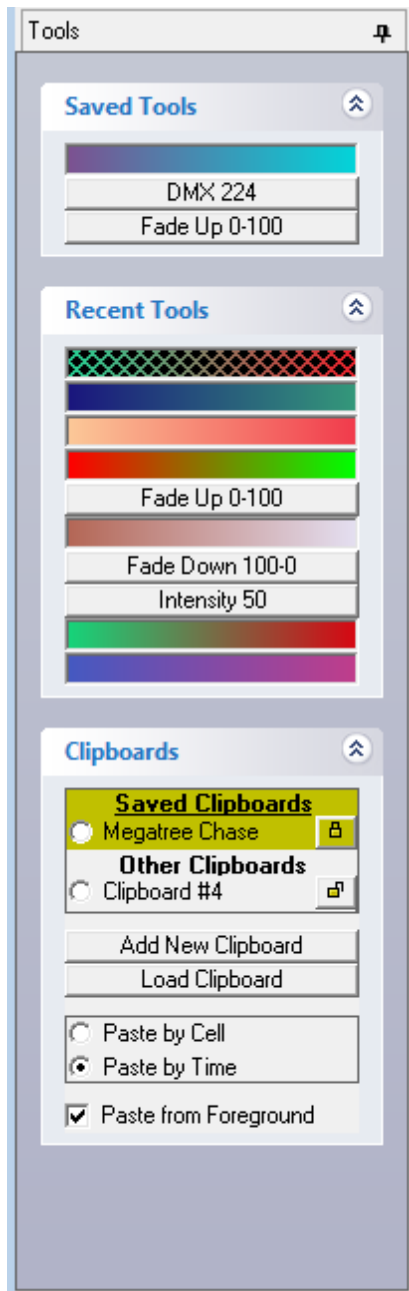 Tools
Saved Tools
DMX 224
Fade Up 0-100
Recent Tools
Fade Up 0-100
Fade Down 100-0
Intensity 50
Clipboards
Saved Clipboards
Megatree Chase
Other Clipboards
Clipboard #4
Add New Clipboard
Load Clipboard
Paste by Cell
Paste by Time
Paste from Foreground